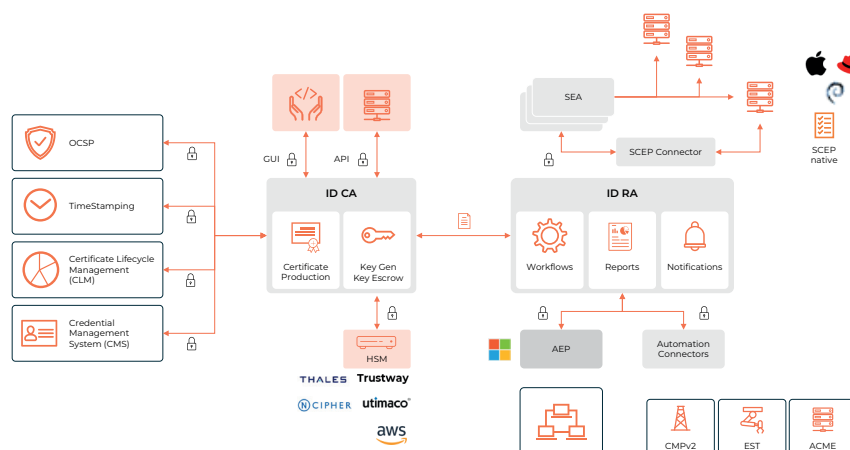 SEA
OCSP
GUI
API
SCEP Connector
SCEP
native
TimeStamping
ID CA
ID RA
Certificate Lifecycle
Management
(CLM)
Certificate
Production
Key Gen
Key Escrow
Workflows
Reports
Notifications
Credential
Management
System (CMS)
HSM
AEP
Automation
Connectors
THALES
Trustway
NCIPHER
utimaco®
aws
CMPv2
EST
ACME